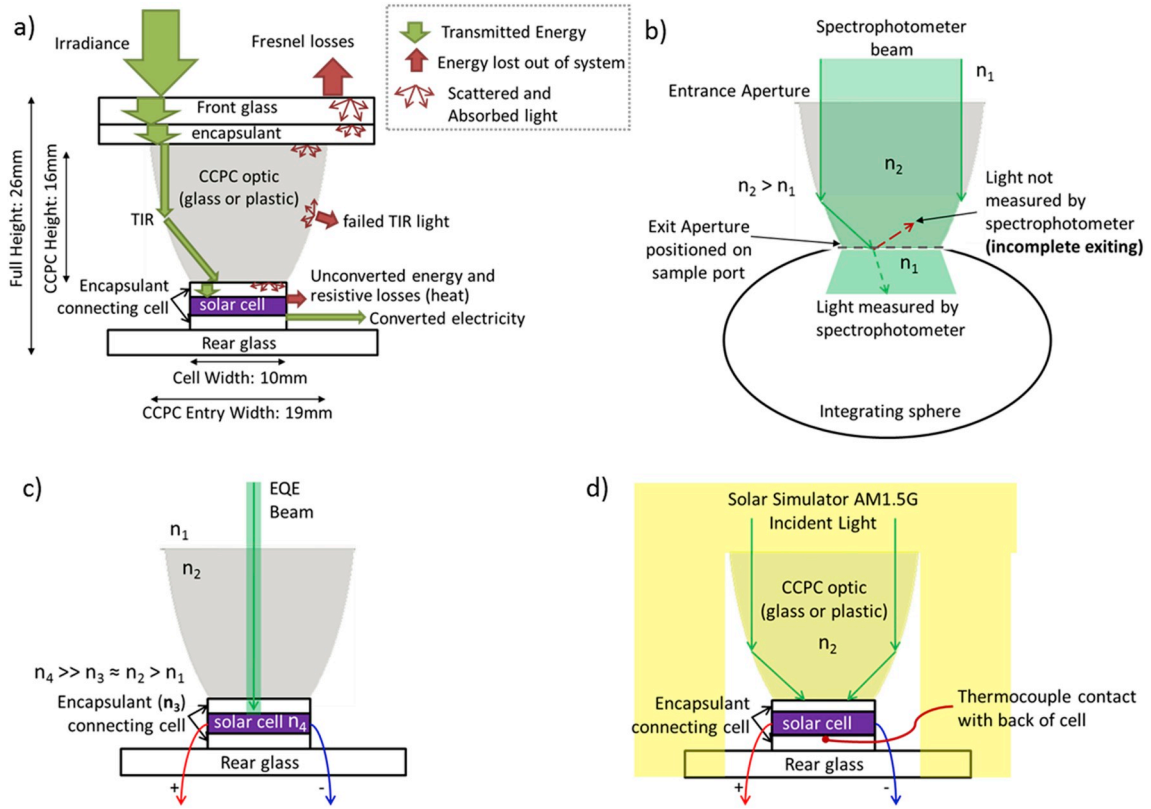 a)
Irradiance
Fresnel losses
Transmitted Energy
Energy lost out of system
Scattered and
Absorbed light
Front glass
encapsulant
Full Height: 26mm
CCPC Height: 16mm
CCPC optic
(glass or plastic)
TIR
failed TIR light
Encapsulant
connecting cell
solar cell
Unconverted energy and
resistive losses (heat)
Converted electricity
Rear glass
Cell Width: 10mm
CCPC Entry Width: 19mm
b)
Spectrophotometer
beam
n₁
Entrance Aperture
n₂
n₂ > n₁
Light not
measured by
spectrophotometer
(incomplete exiting)
Exit Aperture
positioned on
sample port
n₁
Light measured by
spectrophotometer
Integrating sphere
c)
EQE
Beam
n₁
n₂
n₄ >> n₃ ≈ n₂ > n₁
Encapsulant (n₃)
connecting cell
solar cell n₄
Rear glass
+
-
d)
Solar Simulator AM1.5G
Incident Light
CCPC optic
(glass or plastic)
n₂
Encapsulant
connecting cell
solar cell
Thermocouple contact
with back of cell
Rear glass
+
-